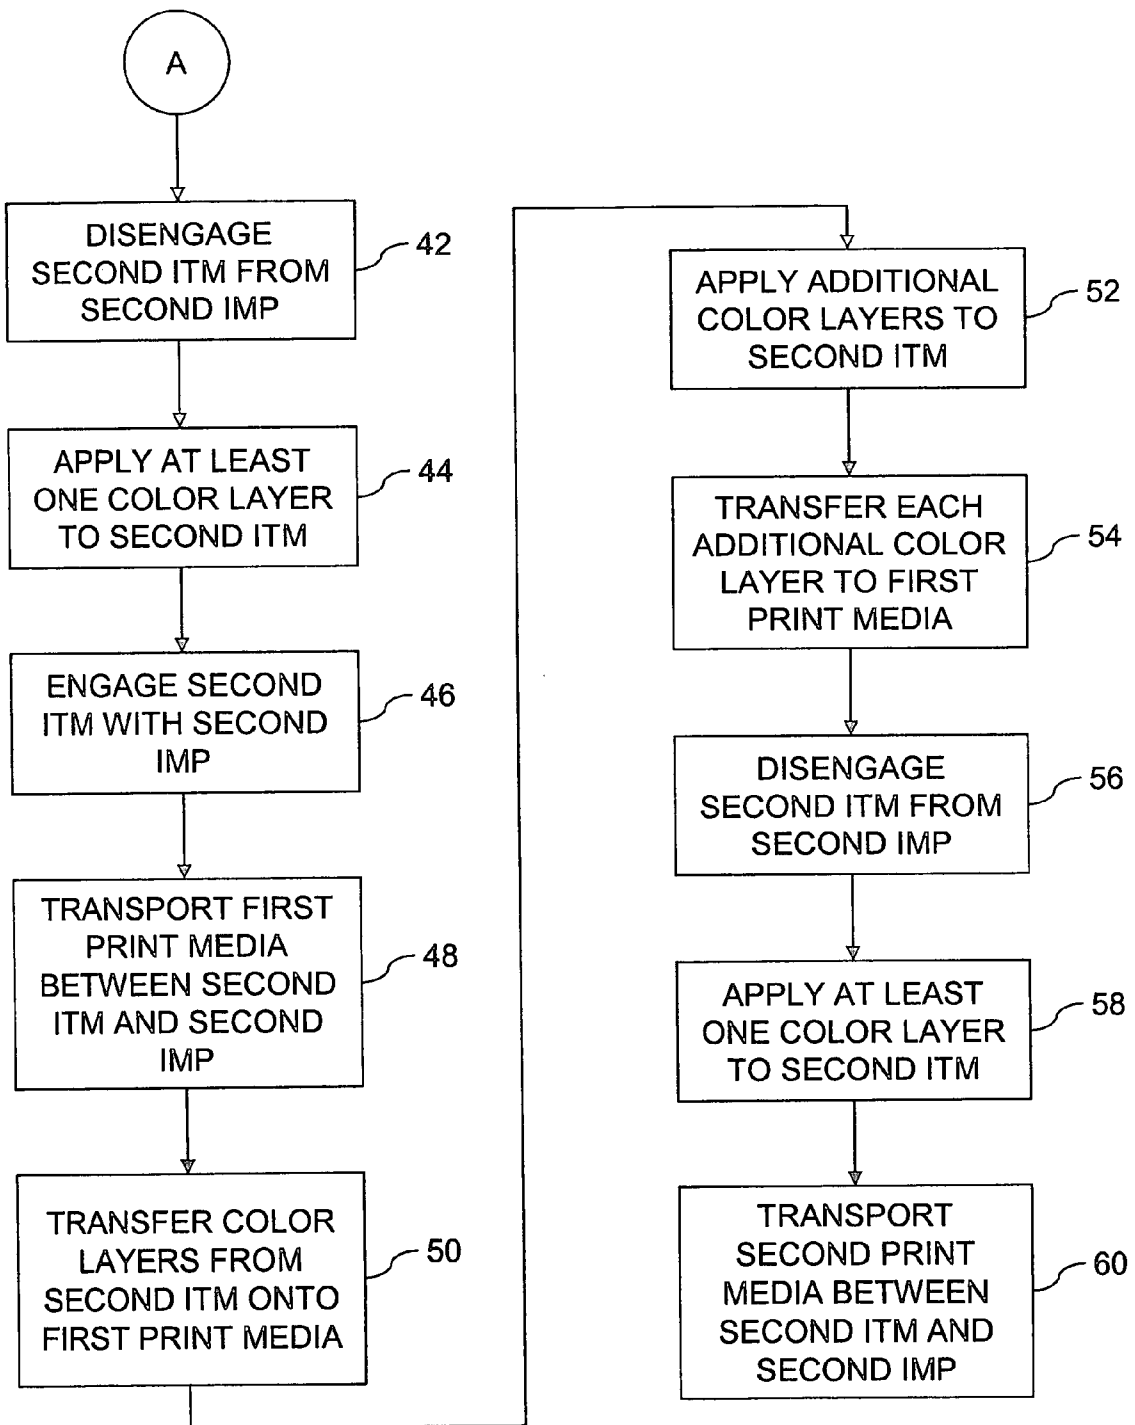 A
DISENGAGE
SECOND ITM FROM
SECOND IMP
42
APPLY AT LEAST
ONE COLOR LAYER
TO SECOND ITM
44
ENGAGE SECOND
ITM WITH SECOND
IMP
46
TRANSPORT FIRST
PRINT MEDIA
BETWEEN SECOND
ITM AND SECOND
IMP
48
TRANSFER COLOR
LAYERS FROM
SECOND ITM ONTO
FIRST PRINT MEDIA
50
APPLY ADDITIONAL
COLOR LAYERS TO
SECOND ITM
52
TRANSFER EACH
ADDITIONAL COLOR
LAYER TO FIRST
PRINT MEDIA
54
DISENGAGE
SECOND ITM FROM
SECOND IMP
56
APPLY AT LEAST
ONE COLOR LAYER
TO SECOND ITM
58
TRANSPORT
SECOND PRINT
MEDIA BETWEEN
SECOND ITM AND
SECOND IMP
60